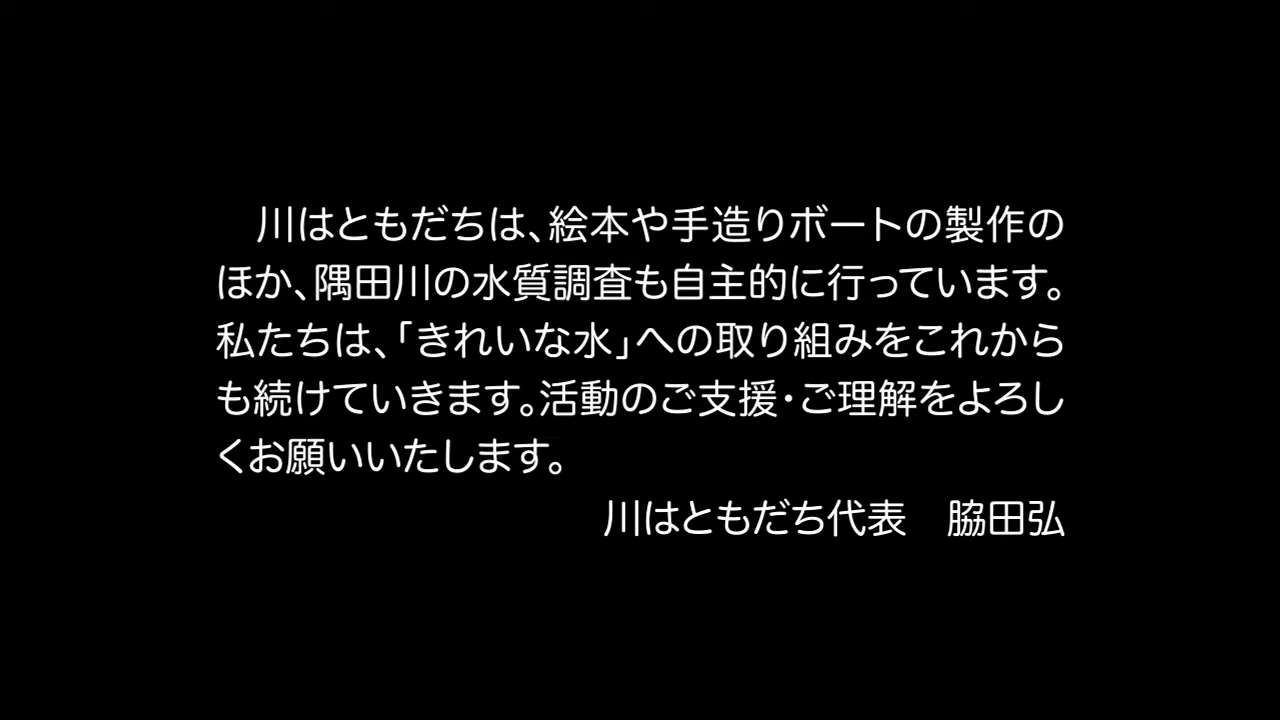 川はともだちは、絵本や手造りボートの製作の
ほか、隅田川の水質調査も自主的に行っています。
私たちは、「きれいな水」への取り組みをこれから
も続けていきます。活動のご支援・ご理解をよろし
くお願いいたします。
川はともだち代表　脇田弘